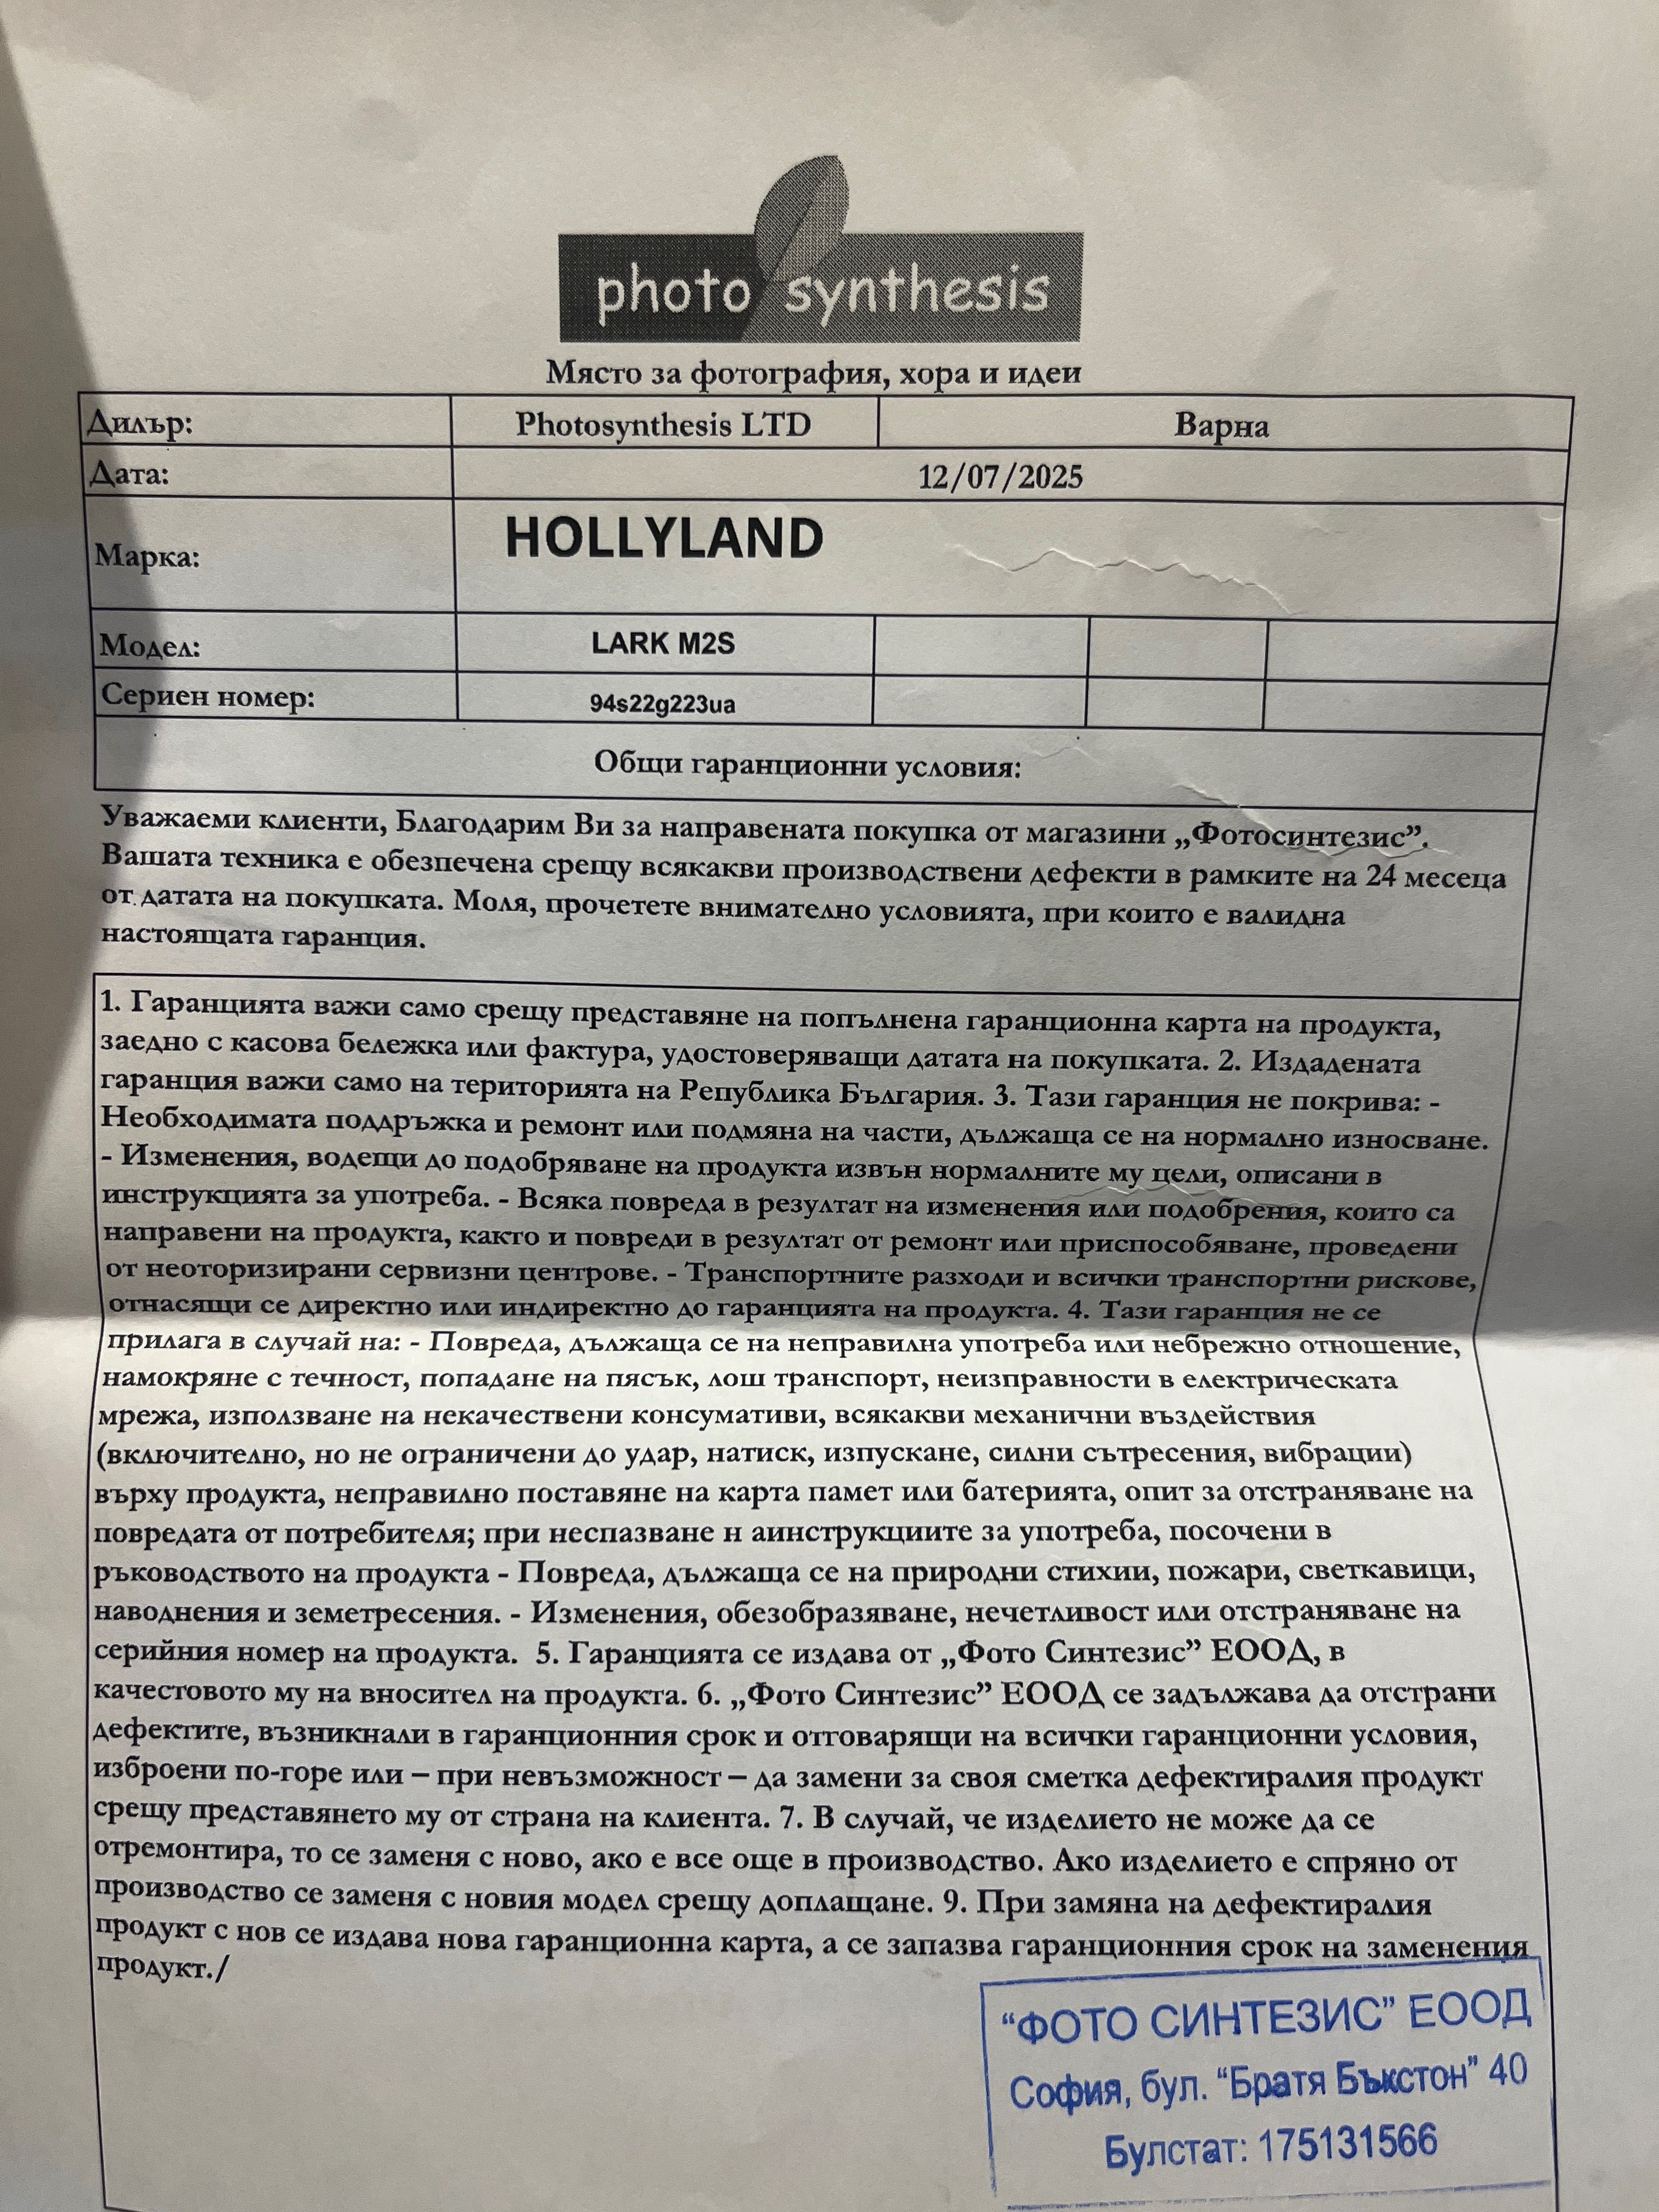 photo synthesis
Място за фотография, хора и идеи
Дилър: Photosynthesis LTD Варна
Дата: 12/07/2025
Марка: HOLLYLAND
Модел: LARK M2S
Сериен номер: 94s22g223ua
Общи гаранционни условия:
Уважаеми клиенти, Благодарим Ви за направената покупка от магазини „Фотосинтезис”.
Вашата техника е обезпечена срещу всякакви производствени дефекти в рамките на 24 месеца
от датата на покупката. Моля, прочетете внимателно условията, при които е валидна
настоящата гаранция.
1. Гаранцията важи само срещу представяне на попълнена гаранционна карта на продукта,
заедно с касова бележка или фактура, удостоверяващи датата на покупката. 2. Издадената
гаранция важи само на територията на Република България. 3. Тази гаранция не покрива: -
Необходимата поддръжка и ремонт или подмяна на части, дължаща се на нормално износване.
- Изменения, водещи до подобряване на продукта извън нормалните му цели, описани в
инструкцията за употреба. - Всяка повреда в резултат на изменения или подобрения, които са
направени на продукта, както и повреди в резултат от ремонт или приспособяване, проведени
от неоторизирани сервизни центрове. - Транспортните разходи и всички транспортни рискове,
отнасящи се директно или индиректно до гаранцията на продукта. 4. Тази гаранция не се
прилага в случай на: - Повреда, дължаща се на неправилна употреба или небрежно отношение,
намокряне с течност, попадане на пясък, лош транспорт, неизправности в електрическата
мрежа, използване на некачествени консумативи, всякакви механични въздействия
(включително, но не ограничени до удар, натиск, изпускане, силни сътресения, вибрации)
върху продукта, неправилно поставяне на карта памет или батерията, опит за отстраняване на
повредата от потребителя; при неспазване н аинструкциите за употреба, посочени в
ръководството на продукта - Повреда, дължаща се на природни стихии, пожари, светкавици,
наводнения и земетресения. - Изменения, обезобразяване, нечетливост или отстраняване на
серийния номер на продукта. 5. Гаранцията се издава от „Фото Синтезис” ЕООД, в
качестовото му на вносител на продукта. 6. „Фото Синтезис” ЕООД се задължава да отстрани
дефектите, възникнали в гаранционния срок и отговарящи на всички гаранционни условия,
изброени по-горе или – при невъзможност – да замени за своя сметка дефектиралия продукт
срещу представянето му от страна на клиента. 7. В случай, че изделието не може да се
отремонтира, то се заменя с ново, ако е все още в производство. Ако изделието е спряно от
производство се заменя с новия модел срещу доплащане. 9. При замяна на дефектиралия
продукт с нов се издава нова гаранционна карта, а се запазва гаранционния срок на заменения
продукт./
“ФОТО СИНТЕЗИС” ЕООД
София, бул. “Братя Бъкстон” 40
Булстат: 175131566